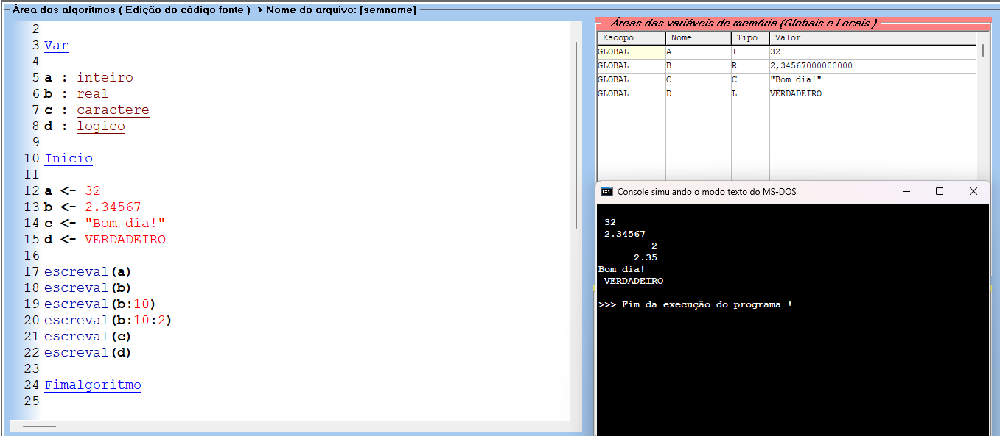 Área dos algoritmos ( Edição do código fonte ) -> Nome do arquivo: [semnome]
2
3 Var
4
5 a : inteiro
6 b : real
7 c : caractere
8 d : logico
9
10 Inicio
11
12 a <- 32
13 b <- 2.34567
14 c <- "Bom dia!"
15 d <- VERDADEIRO
16
17 escreval(a)
18 escreval(b)
19 escreval(b:10)
20 escreval(b:10:2)
21 escreval(c)
22 escreval(d)
23
24 Fimalgoritmo
25
Áreas das variáveis de memória (Globais e Locais )
Escopo Nome Tipo Valor
GLOBAL A I 32
GLOBAL B R 2,34567000000000
GLOBAL C C "Bom dia!"
GLOBAL D L VERDADEIRO
C:\ Console simulando o modo texto do MS-DOS
32
2.34567
2
2.35
Bom dia!
VERDADEIRO
>>> Fim da execução do programa !